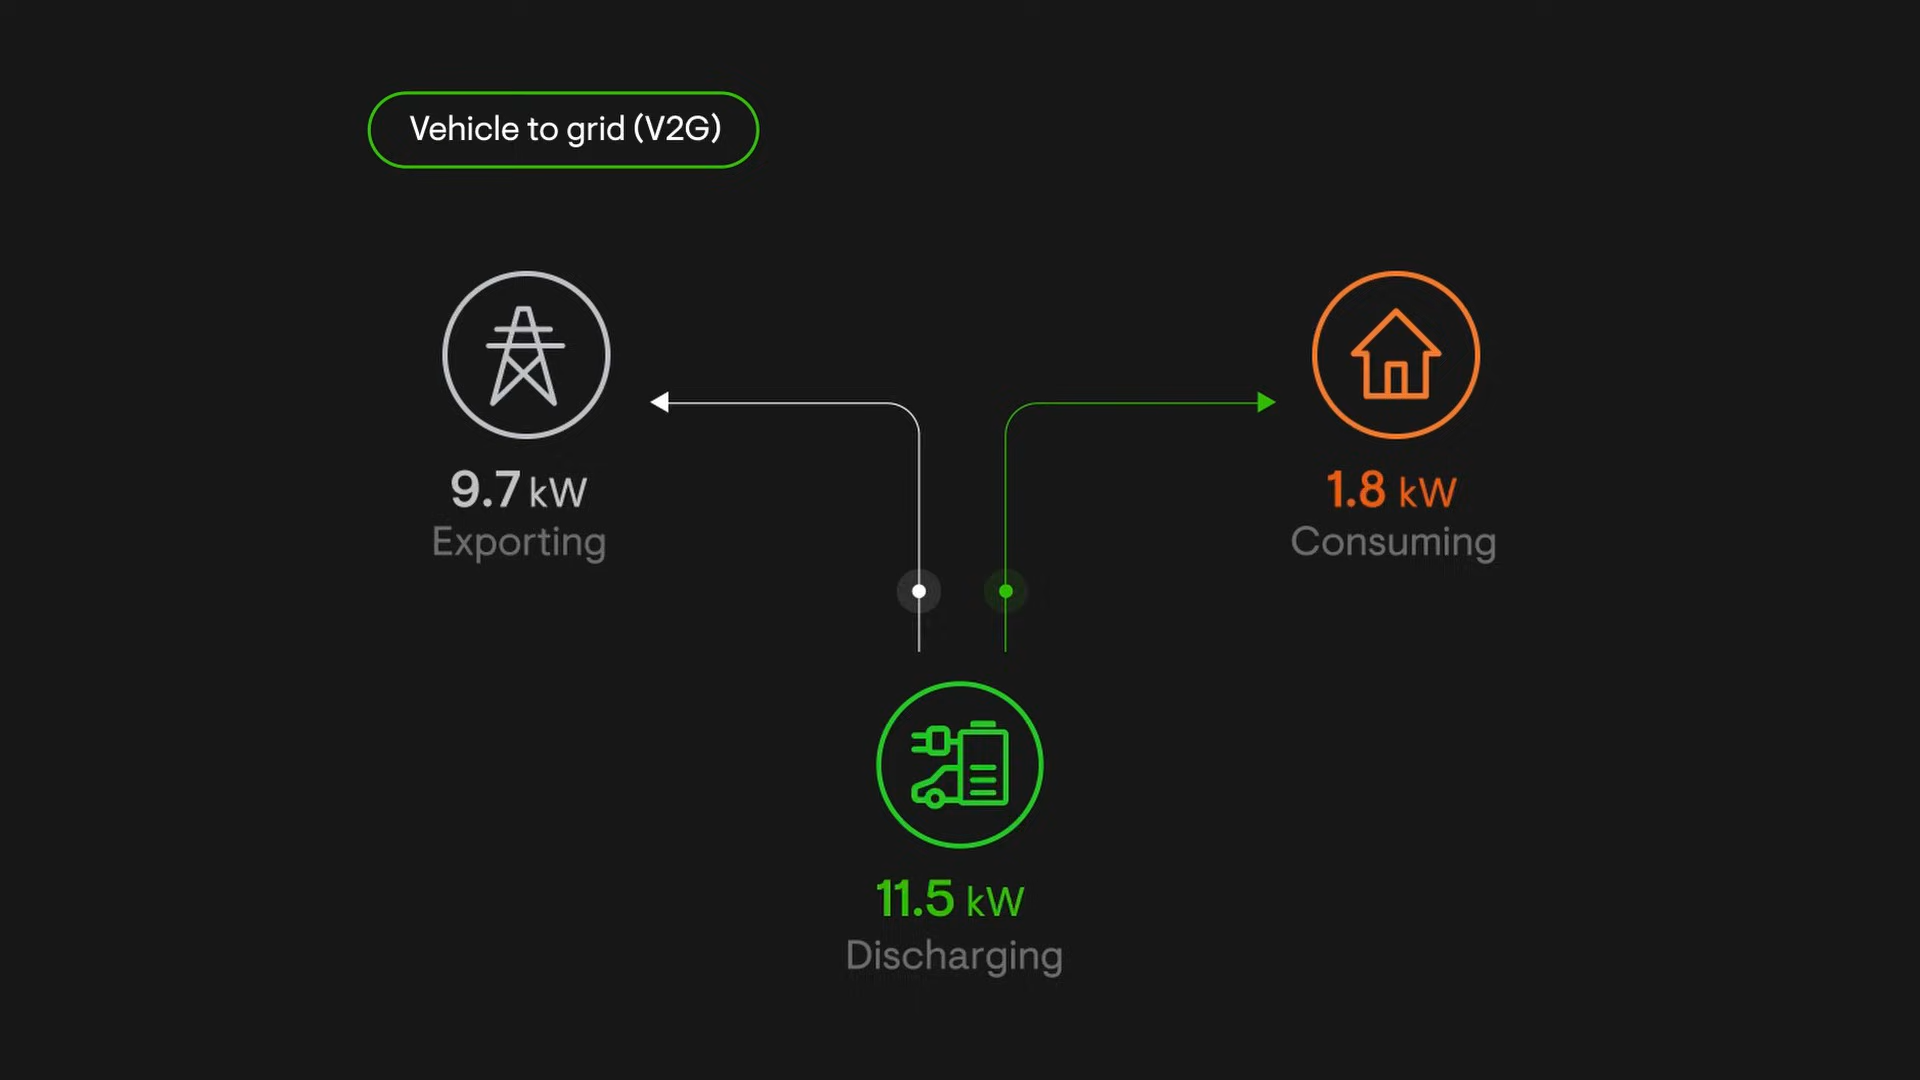 Vehicle to grid (V2G)
9.7 kW
Exporting
1.8 kW
Consuming
11.5 kW
Discharging